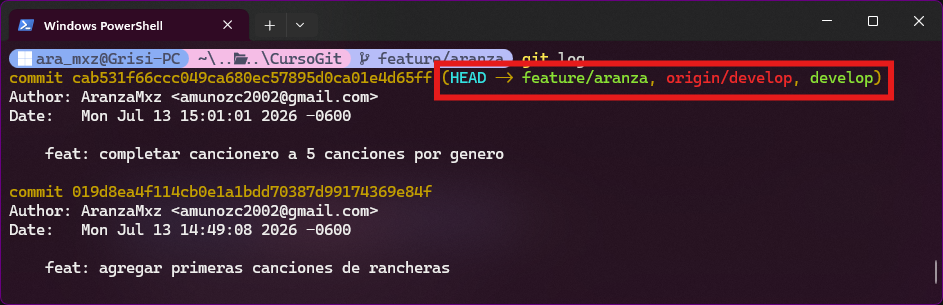 Windows PowerShell
ara_mxz@Grisi-PC ~\..\CursoGit feature/aranza git log
commit cab531f66ccc049ca680ec57895d0ca01e4d65ff (HEAD -> feature/aranza, origin/develop, develop)
Author: AranzaMxz <amunozc2002@gmail.com>
Date:   Mon Jul 13 15:01:01 2026 -0600
    feat: completar cancionero a 5 canciones por genero
commit 019d8ea4f114cb0e1a1bdd70387d99174369e84f
Author: AranzaMxz <amunozc2002@gmail.com>
Date:   Mon Jul 13 14:49:08 2026 -0600
    feat: agregar primeras canciones de rancheras